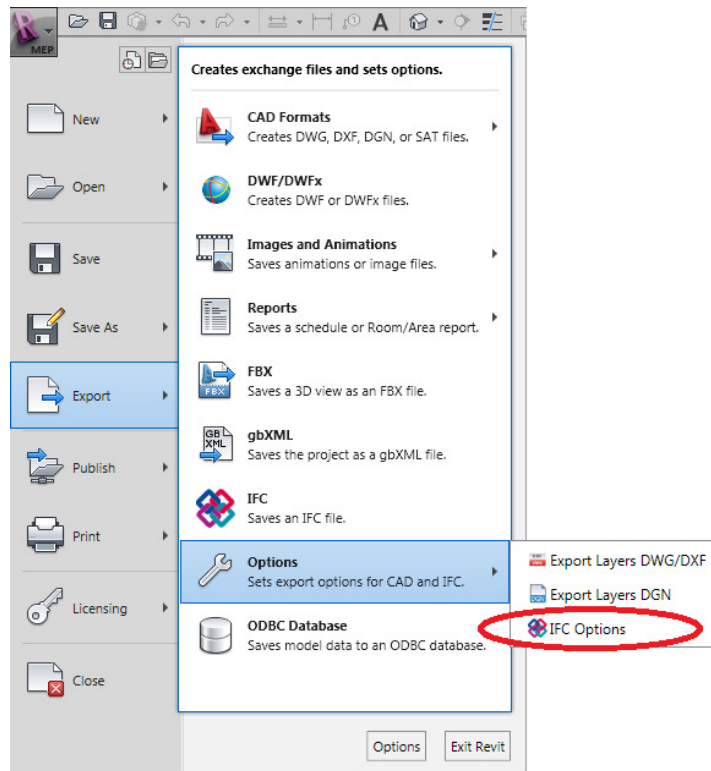 MEP
A
Creates exchange files and sets options.
New
CAD Formats
Creates DWG, DXF, DGN, or SAT files.
Open
DWF/DWFx
Creates DWF or DWFx files.
Save
Images and Animations
Saves animations or image files.
Save As
Reports
Saves a schedule or Room/Area report.
Export
FBX
FBX
Saves a 3D view as an FBX file.
Publish
GB
XML
gbXML
Saves the project as a gbXML file.
Print
IFC
Saves an IFC file.
Options
Sets export options for CAD and IFC.
Export Layers DWG/DXF
Export Layers DGN
IFC Options
Licensing
ODBC Database
Saves model data to an ODBC database.
Close
Options
Exit Revit